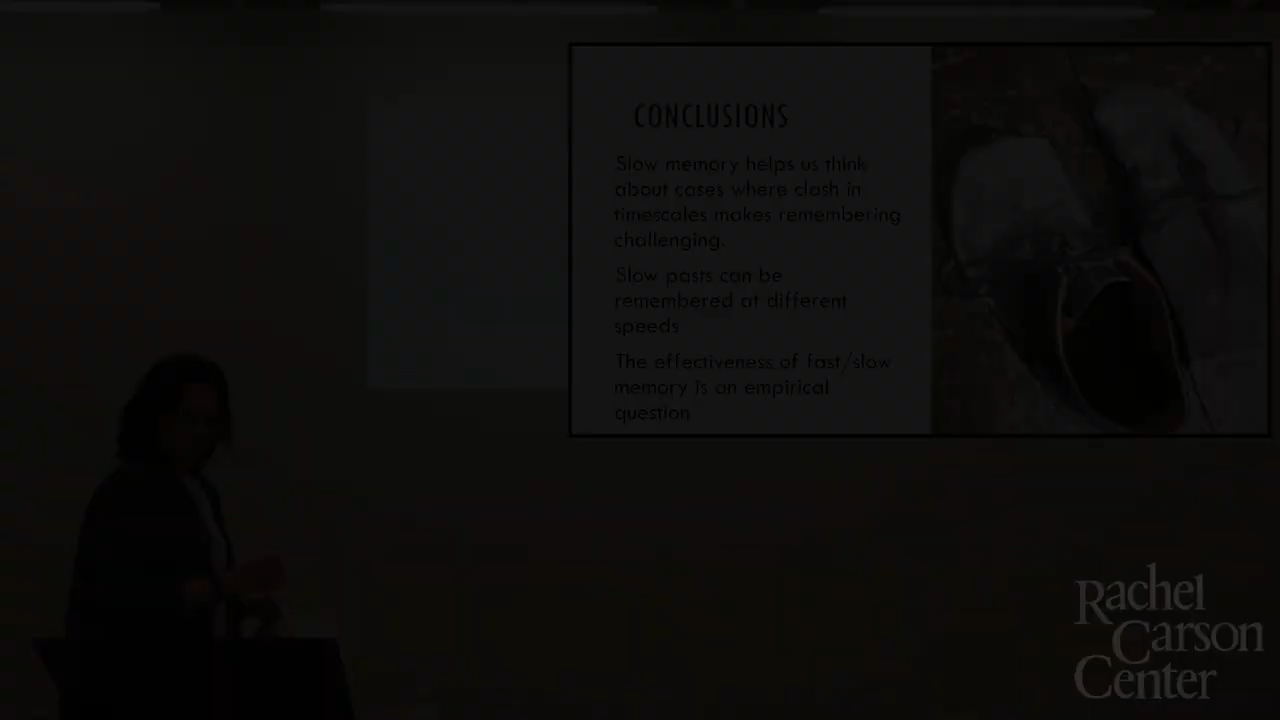 CONCLUSIONS
Slow memory helps us think
about cases where clash in
timescales makes remembering
challenging.
Slow pasts can be
remembered at different
speeds
The effectiveness of fast/slow
memory is an empirical
question
Rachel
Carson
Center